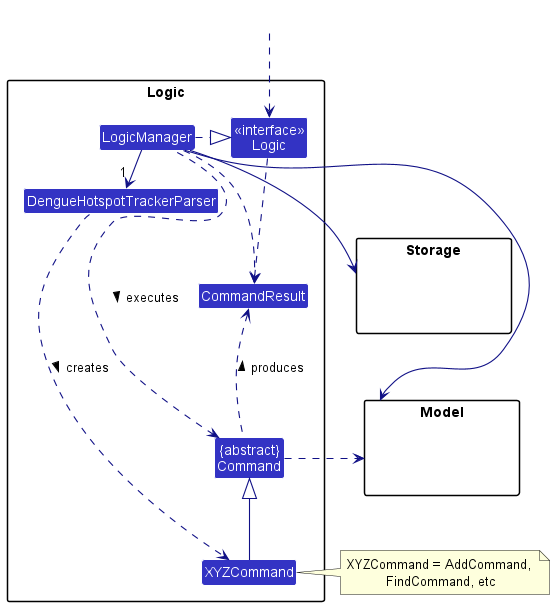 Logic
LogicManager
«interface»
Logic
1
DengueHotspotTrackerParser
Storage
CommandResult
executes
creates
produces
Model
{abstract}
Command
XYZCommand
XYZCommand = AddCommand,
FindCommand, etc